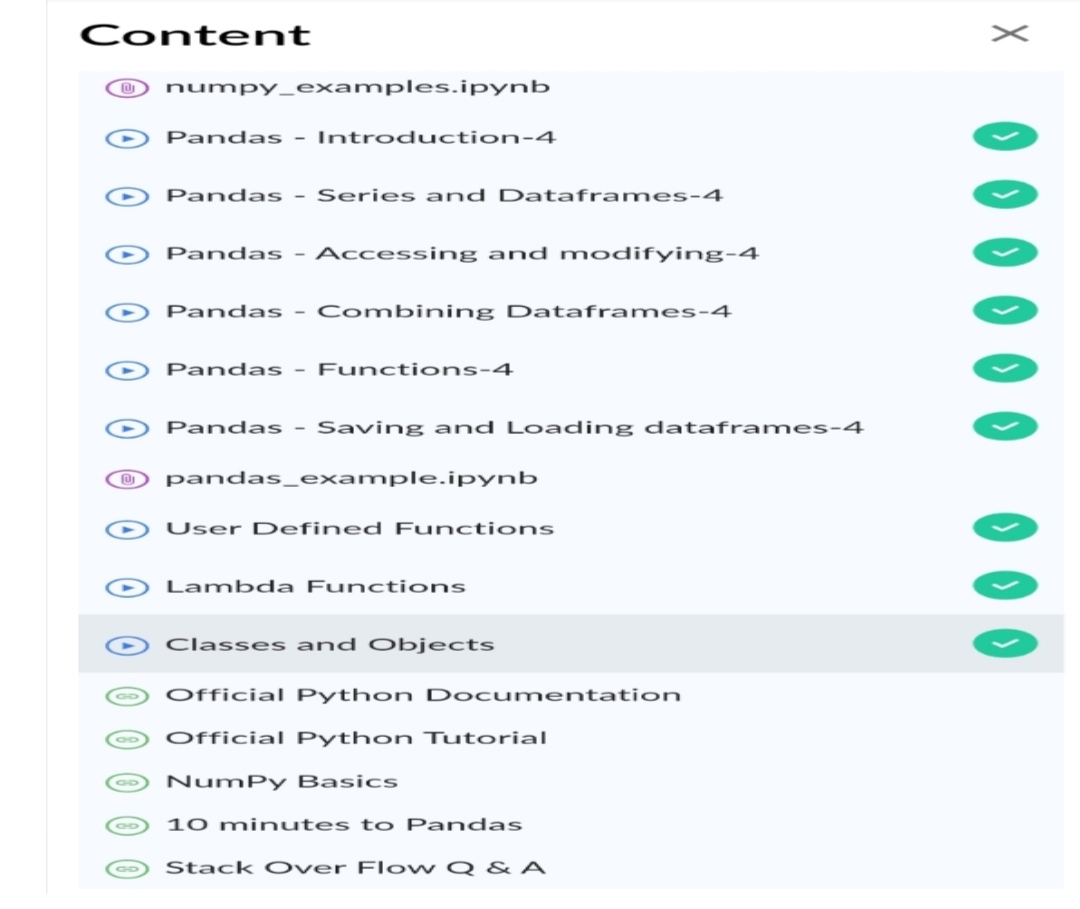 Content
numpy_examples.ipynb
Pandas - Introduction-4
Pandas - Series and Dataframes-4
Pandas - Accessing and modifying-4
Pandas - Combining Dataframes-4
Pandas - Functions-4
Pandas - Saving and Loading dataframes-4
pandas_example.ipynb
User Defined Functions
Lambda Functions
Classes and Objects
Official Python Documentation
Official Python Tutorial
NumPy Basics
10 minutes to Pandas
Stack Over Flow Q & A